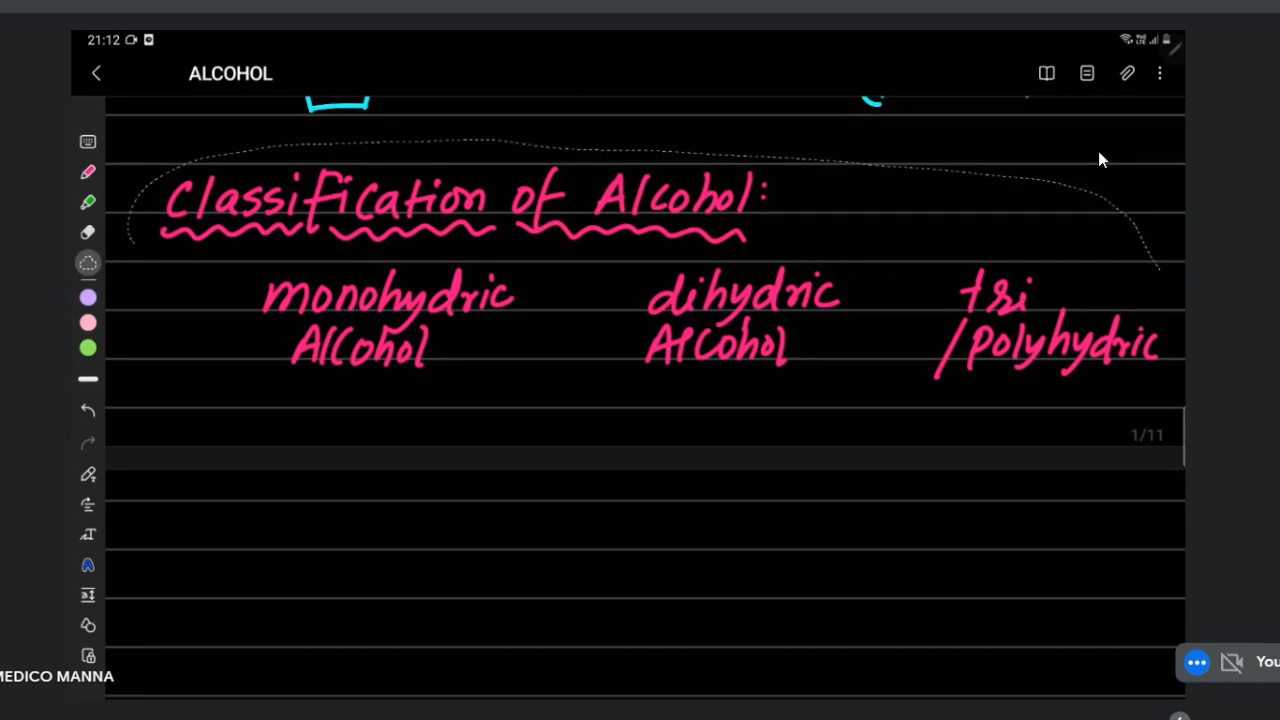 21:12
ALCOHOL
Classification of Alcohol:
monohydric dihydric tri
Alcohol Alcohol /polyhydric
1/11
MEDICO MANNA
You